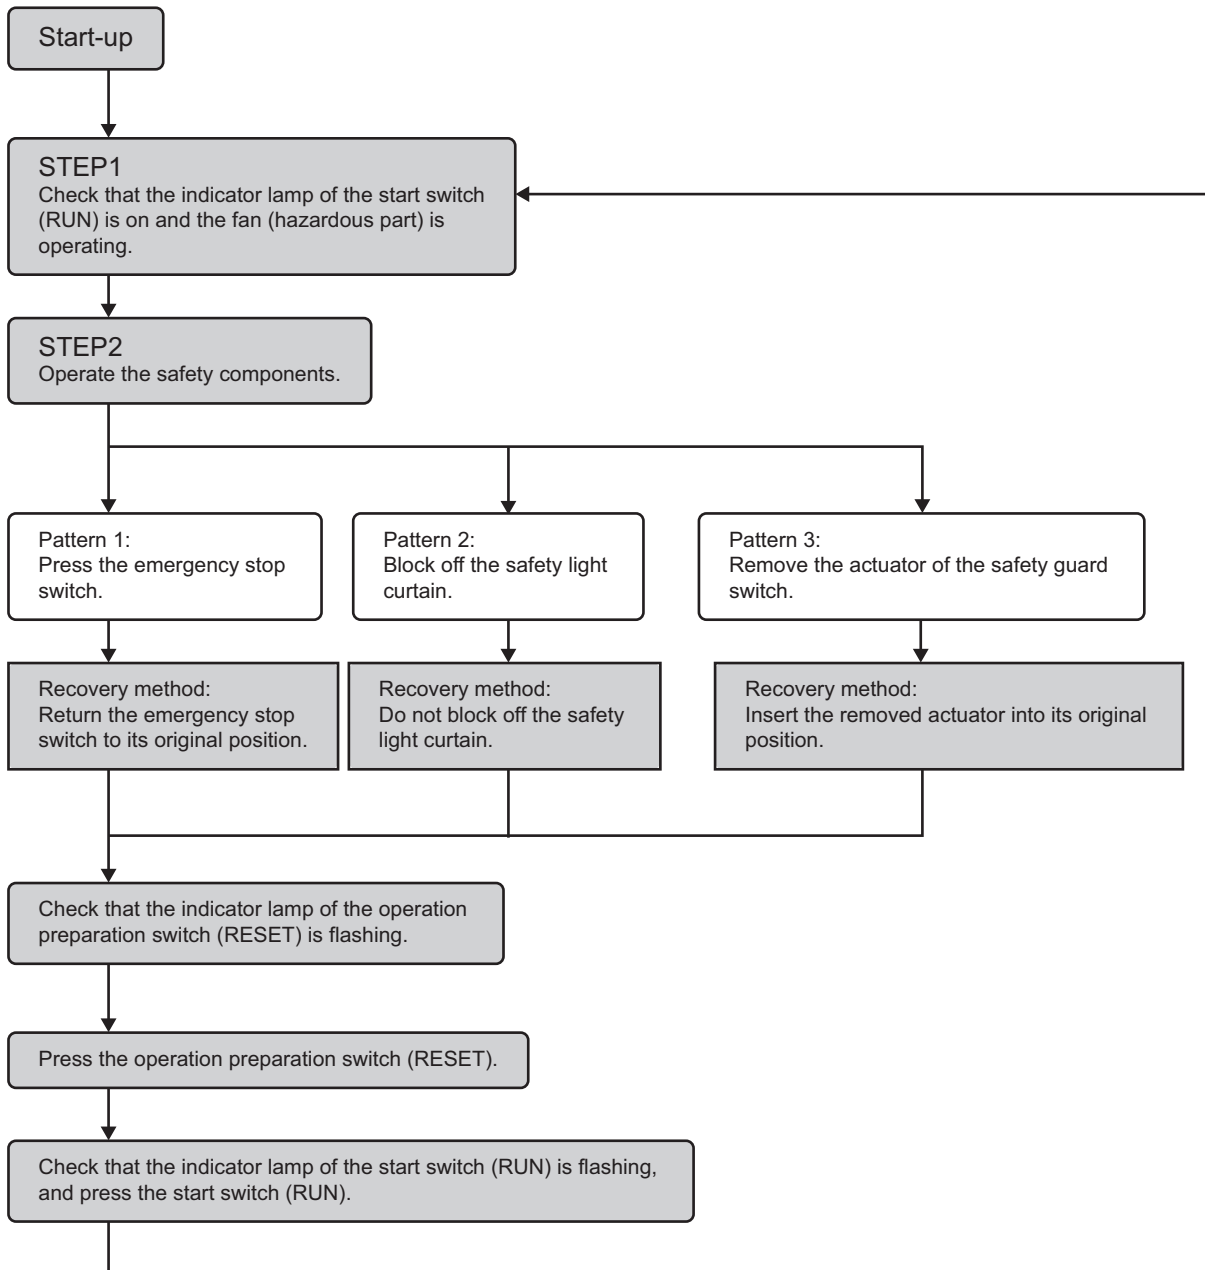 Start-up
STEP1
Check that the indicator lamp of the start switch
(RUN) is on and the fan (hazardous part) is
operating.
STEP2
Operate the safety components.
Pattern 1:
Press the emergency stop
switch.
Pattern 2:
Block off the safety light
curtain.
Pattern 3:
Remove the actuator of the safety guard
switch.
Recovery method:
Return the emergency stop
switch to its original position.
Recovery method:
Do not block off the safety
light curtain.
Recovery method:
Insert the removed actuator into its original
position.
Check that the indicator lamp of the operation
preparation switch (RESET) is flashing.
Press the operation preparation switch (RESET).
Check that the indicator lamp of the start switch (RUN) is flashing,
and press the start switch (RUN).